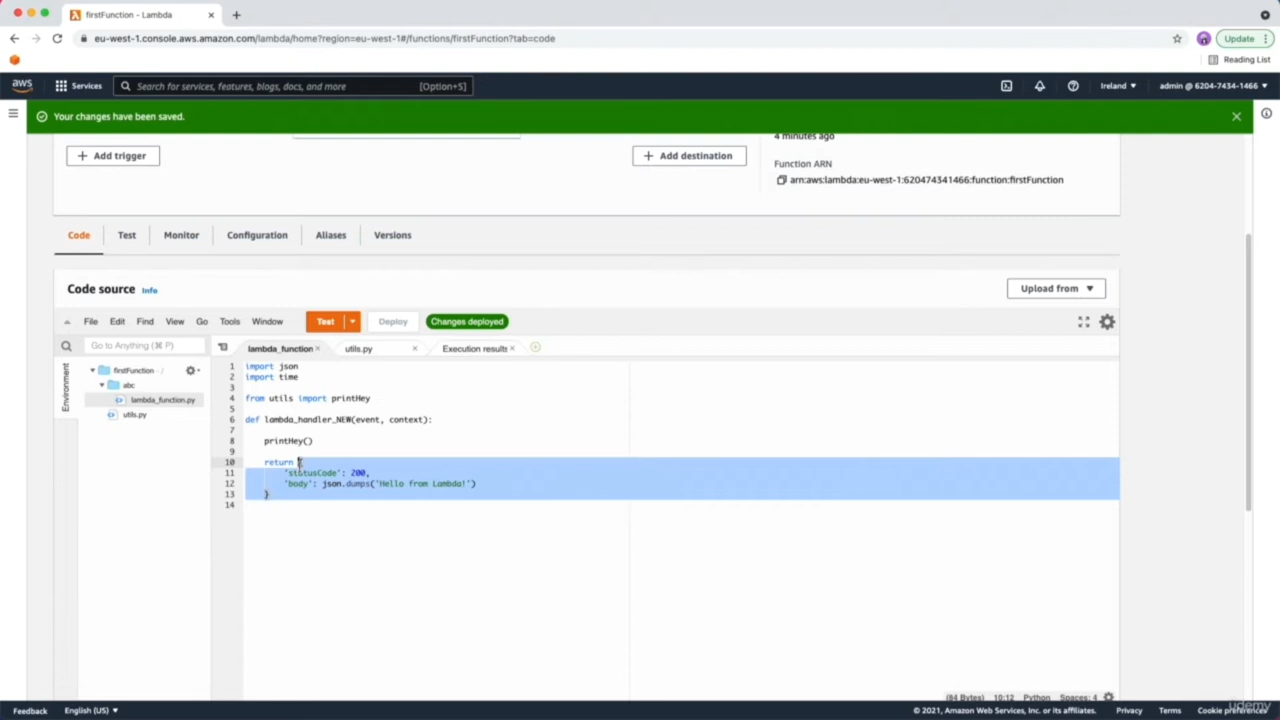 firstFunction - Lambda
eu-west-1.console.aws.amazon.com/lambda/home?region=eu-west-1#/functions/firstFunction?tab=code
Update
Reading List
aws
Services
Search for services, features, blogs, docs, and more
[Option+S]
Ireland ▼
admin @ 6204-7434-1466 ▼
Your changes have been saved.
4 minutes ago
+ Add trigger
+ Add destination
Function ARN
arn:aws:lambda:eu-west-1:620474341466:function:firstFunction
Code
Test
Monitor
Configuration
Aliases
Versions
Code source
Info
Upload from ▼
File
Edit
Find
View
Go
Tools
Window
Test
Deploy
Changes deployed
Go to Anything (⌘ P)
lambda_function
utils.py
Execution results
Environment
firstFunction - /
abc
lambda_function.py
utils.py
1 import json
2 import time
3
4 from utils import printHey
5
6 def lambda_handler_NEW(event, context):
7
8 printHey()
9
10 return {
11 'statusCode': 200,
12 'body': json.dumps('Hello from Lambda!')
13 }
14
(84 Bytes) 10:12 Python Spaces: 4
Feedback
English (US) ▼
© 2021, Amazon Web Services, Inc. or its affiliates.
Privacy
Terms
Cookie preferences
udemy